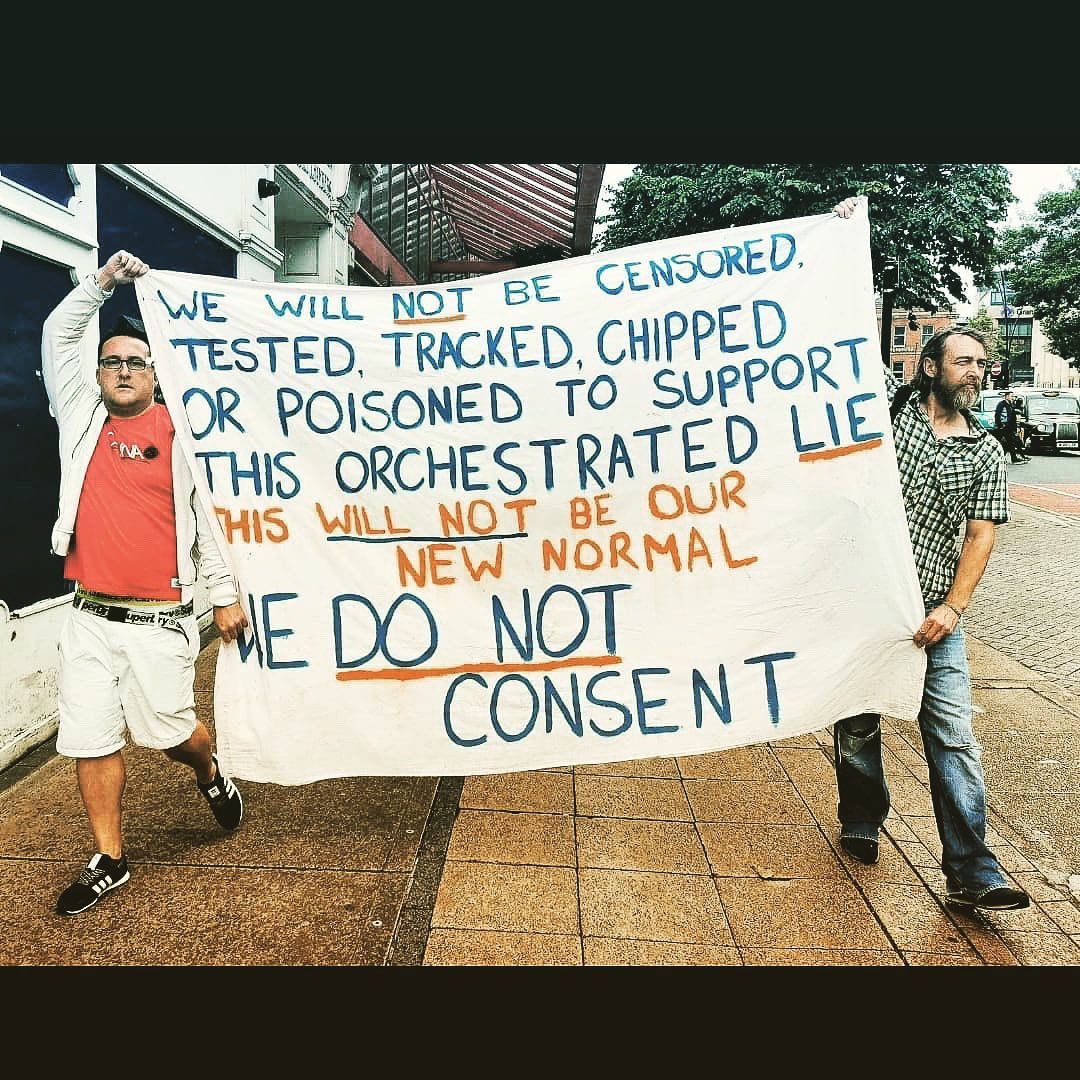 WE WILL NOT BE CENSORED,
TESTED, TRACKED, CHIPPED
OR POISONED TO SUPPORT
THIS ORCHESTRATED LIE
THIS WILL NOT BE OUR
NEW NORMAL
WE DO NOT
CONSENT